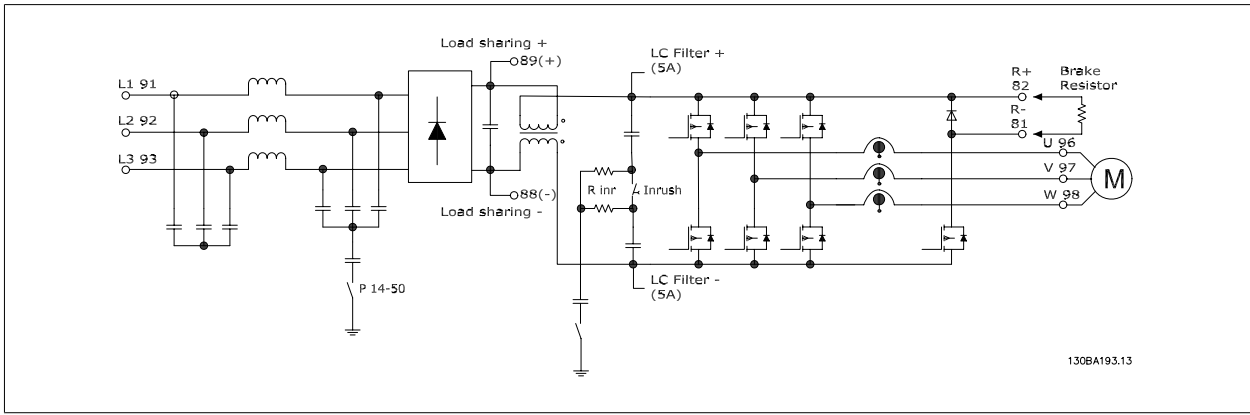 Load sharing +
89(+)
LC Filter +
(5A)
L1 91
L2 92
L3 93
R+
82
Brake
Resistor
R-
81
U 96
V 97
W 98
M
R inr
Inrush
88(-)
Load sharing -
P 14-50
LC Filter -
(5A)
130BA193.13